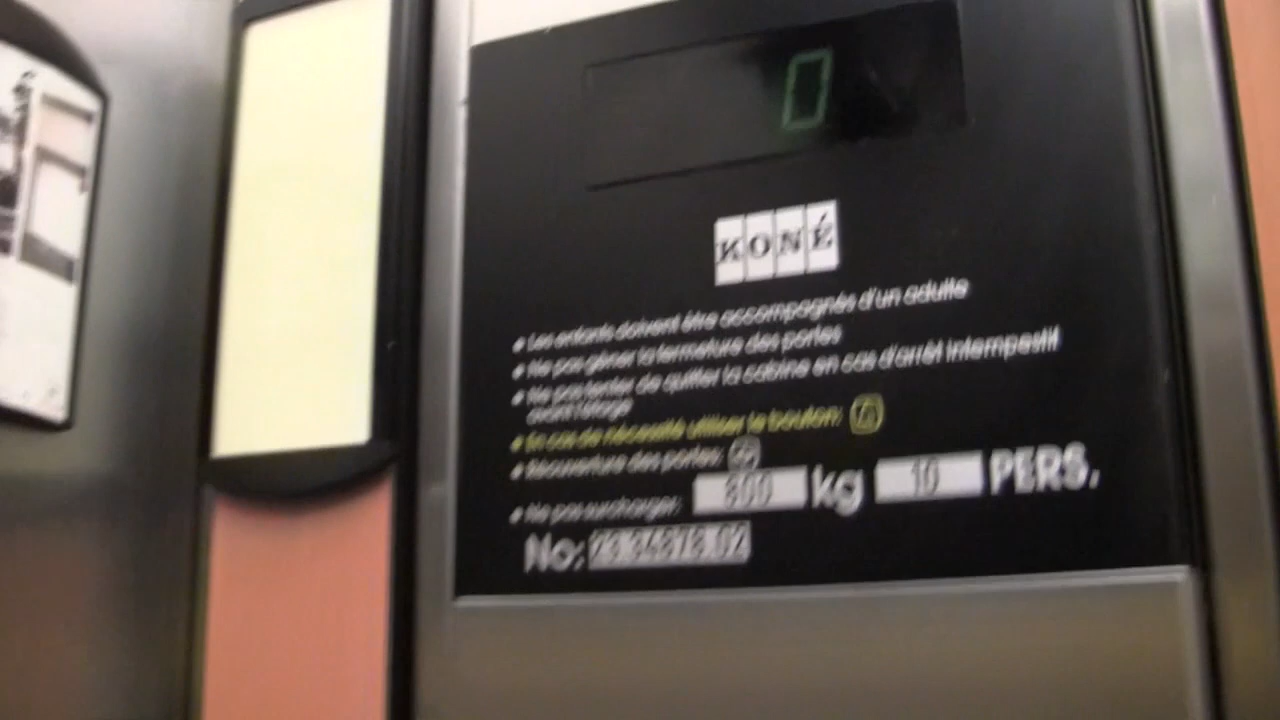 0
KONÉ
• Les enfants doivent être accompagnés d'un adulte
• Ne pas gêner la fermeture des portes
• Ne pas tenter de quitter la cabine en cas d'arrêt intempestif
avant l'étage
• En cas de nécessité utiliser le bouton:
• Réouverture des portes:
• Ne pas surcharger: 800 kg 10 PERS.
No: